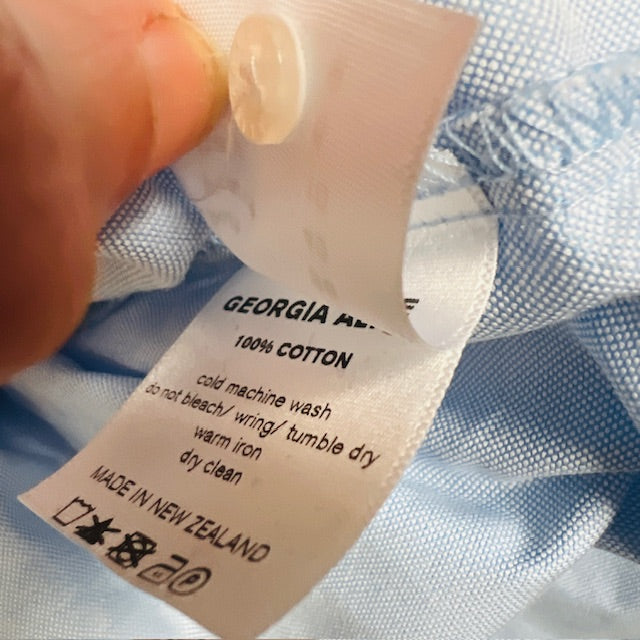 GEORGIA
100% COTTON
cold machine wash
do not bleach/ wring/ tumble dry
warm iron
dry clean
MADE IN NEW ZEALAND